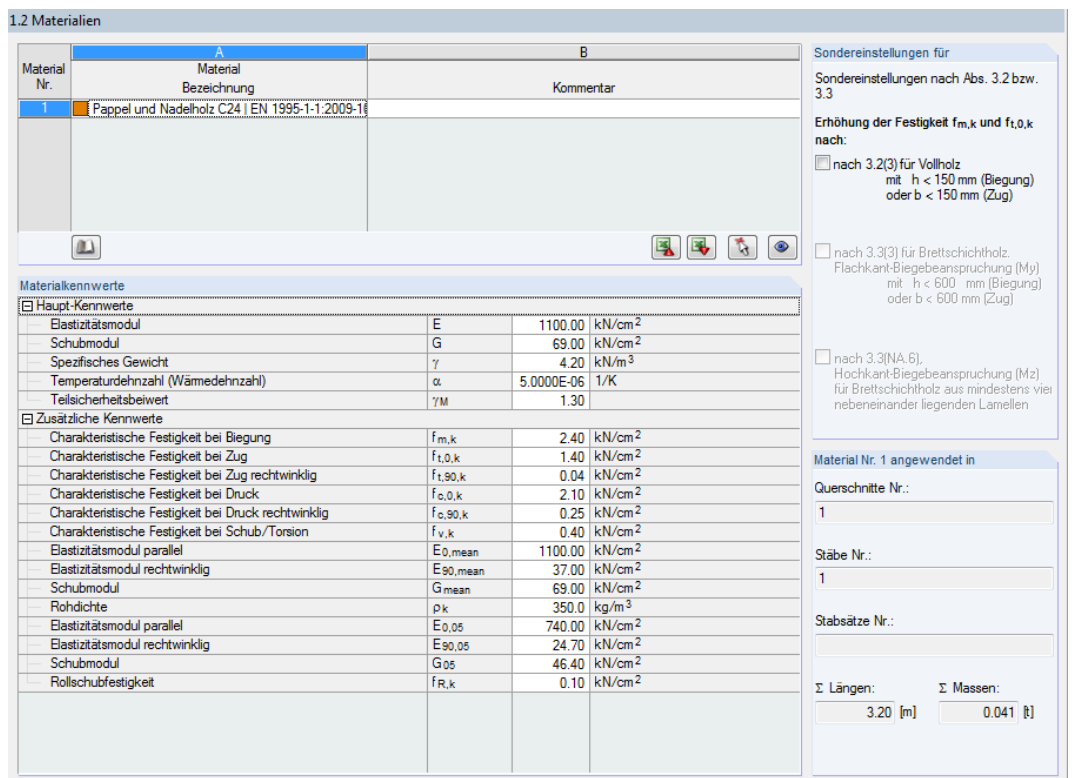 1.2 Materialien
A B
Material Nr. Material Bezeichnung Kommentar
1 Pappel und Nadelholz C24 | EN 1995-1-1:2009-1
Materialkennwerte
Haupt-Kennwerte
Elastizitätsmodul E 1100.00 kN/cm²
Schubmodul G 69.00 kN/cm²
Spezifisches Gewicht γ 4.20 kN/m³
Temperaturdehnzahl (Wärmedehnzahl) α 5.0000E-06 1/K
Teilsicherheitsbeiwert γM 1.30
Zusätzliche Kennwerte
Charakteristische Festigkeit bei Biegung fm,k 2.40 kN/cm²
Charakteristische Festigkeit bei Zug ft,0,k 1.40 kN/cm²
Charakteristische Festigkeit bei Zug rechtwinklig ft,90,k 0.04 kN/cm²
Charakteristische Festigkeit bei Druck fc,0,k 2.10 kN/cm²
Charakteristische Festigkeit bei Druck rechtwinklig fc,90,k 0.25 kN/cm²
Charakteristische Festigkeit bei Schub/Torsion fv,k 0.40 kN/cm²
Elastizitätsmodul parallel E0,mean 1100.00 kN/cm²
Elastizitätsmodul rechtwinklig E90,mean 37.00 kN/cm²
Schubmodul Gmean 69.00 kN/cm²
Rohdichte ρk 350.0 kg/m³
Elastizitätsmodul parallel E0,05 740.00 kN/cm²
Elastizitätsmodul rechtwinklig E90,05 24.70 kN/cm²
Schubmodul G05 46.40 kN/cm²
Rollschubfestigkeit fR,k 0.10 kN/cm²
Sondereinstellungen für
Sondereinstellungen nach Abs. 3.2 bzw.
3.3
Erhöhung der Festigkeit fm,k und ft,0,k
nach:
nach 3.2(3) für Vollholz
mit h < 150 mm (Biegung)
oder b < 150 mm (Zug)
nach 3.3(3) für Brettschichtholz.
Flachkant-Biegebeanspruchung (My)
mit h < 600 mm (Biegung)
oder b < 600 mm (Zug)
nach 3.3(NA.6),
Hochkant-Biegebeanspruchung (Mz)
für Brettschichtholz aus mindestens vier
nebeneinander liegenden Lamellen
Material Nr. 1 angewendet in
Querschnitte Nr.:
1
Stäbe Nr.:
1
Stabsätze Nr.:
Σ Längen: Σ Massen:
3.20 [m] 0.041 [t]